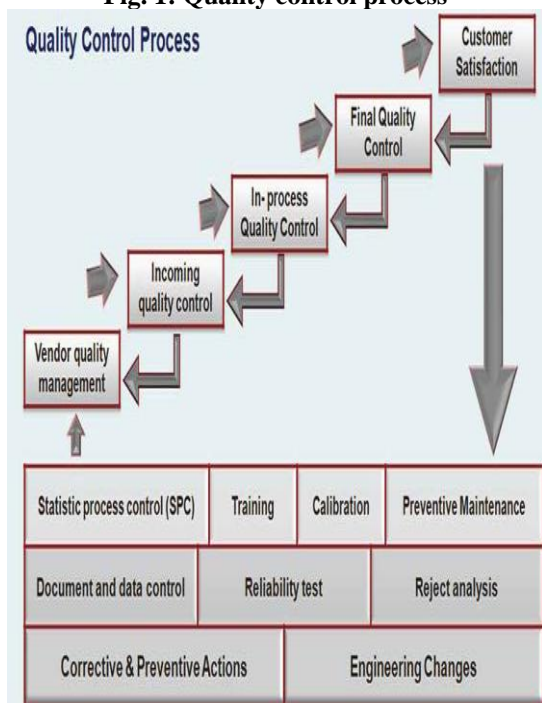 Fig. 1: Quality control process
Quality Control Process
Customer
Satisfaction
Final Quality
Control
In- process
Quality Control
Incoming
quality control
Vendor quality
management
Statistic process control (SPC)
Training
Calibration
Preventive Maintenance
Document and data control
Reliability test
Reject analysis
Corrective & Preventive Actions
Engineering Changes